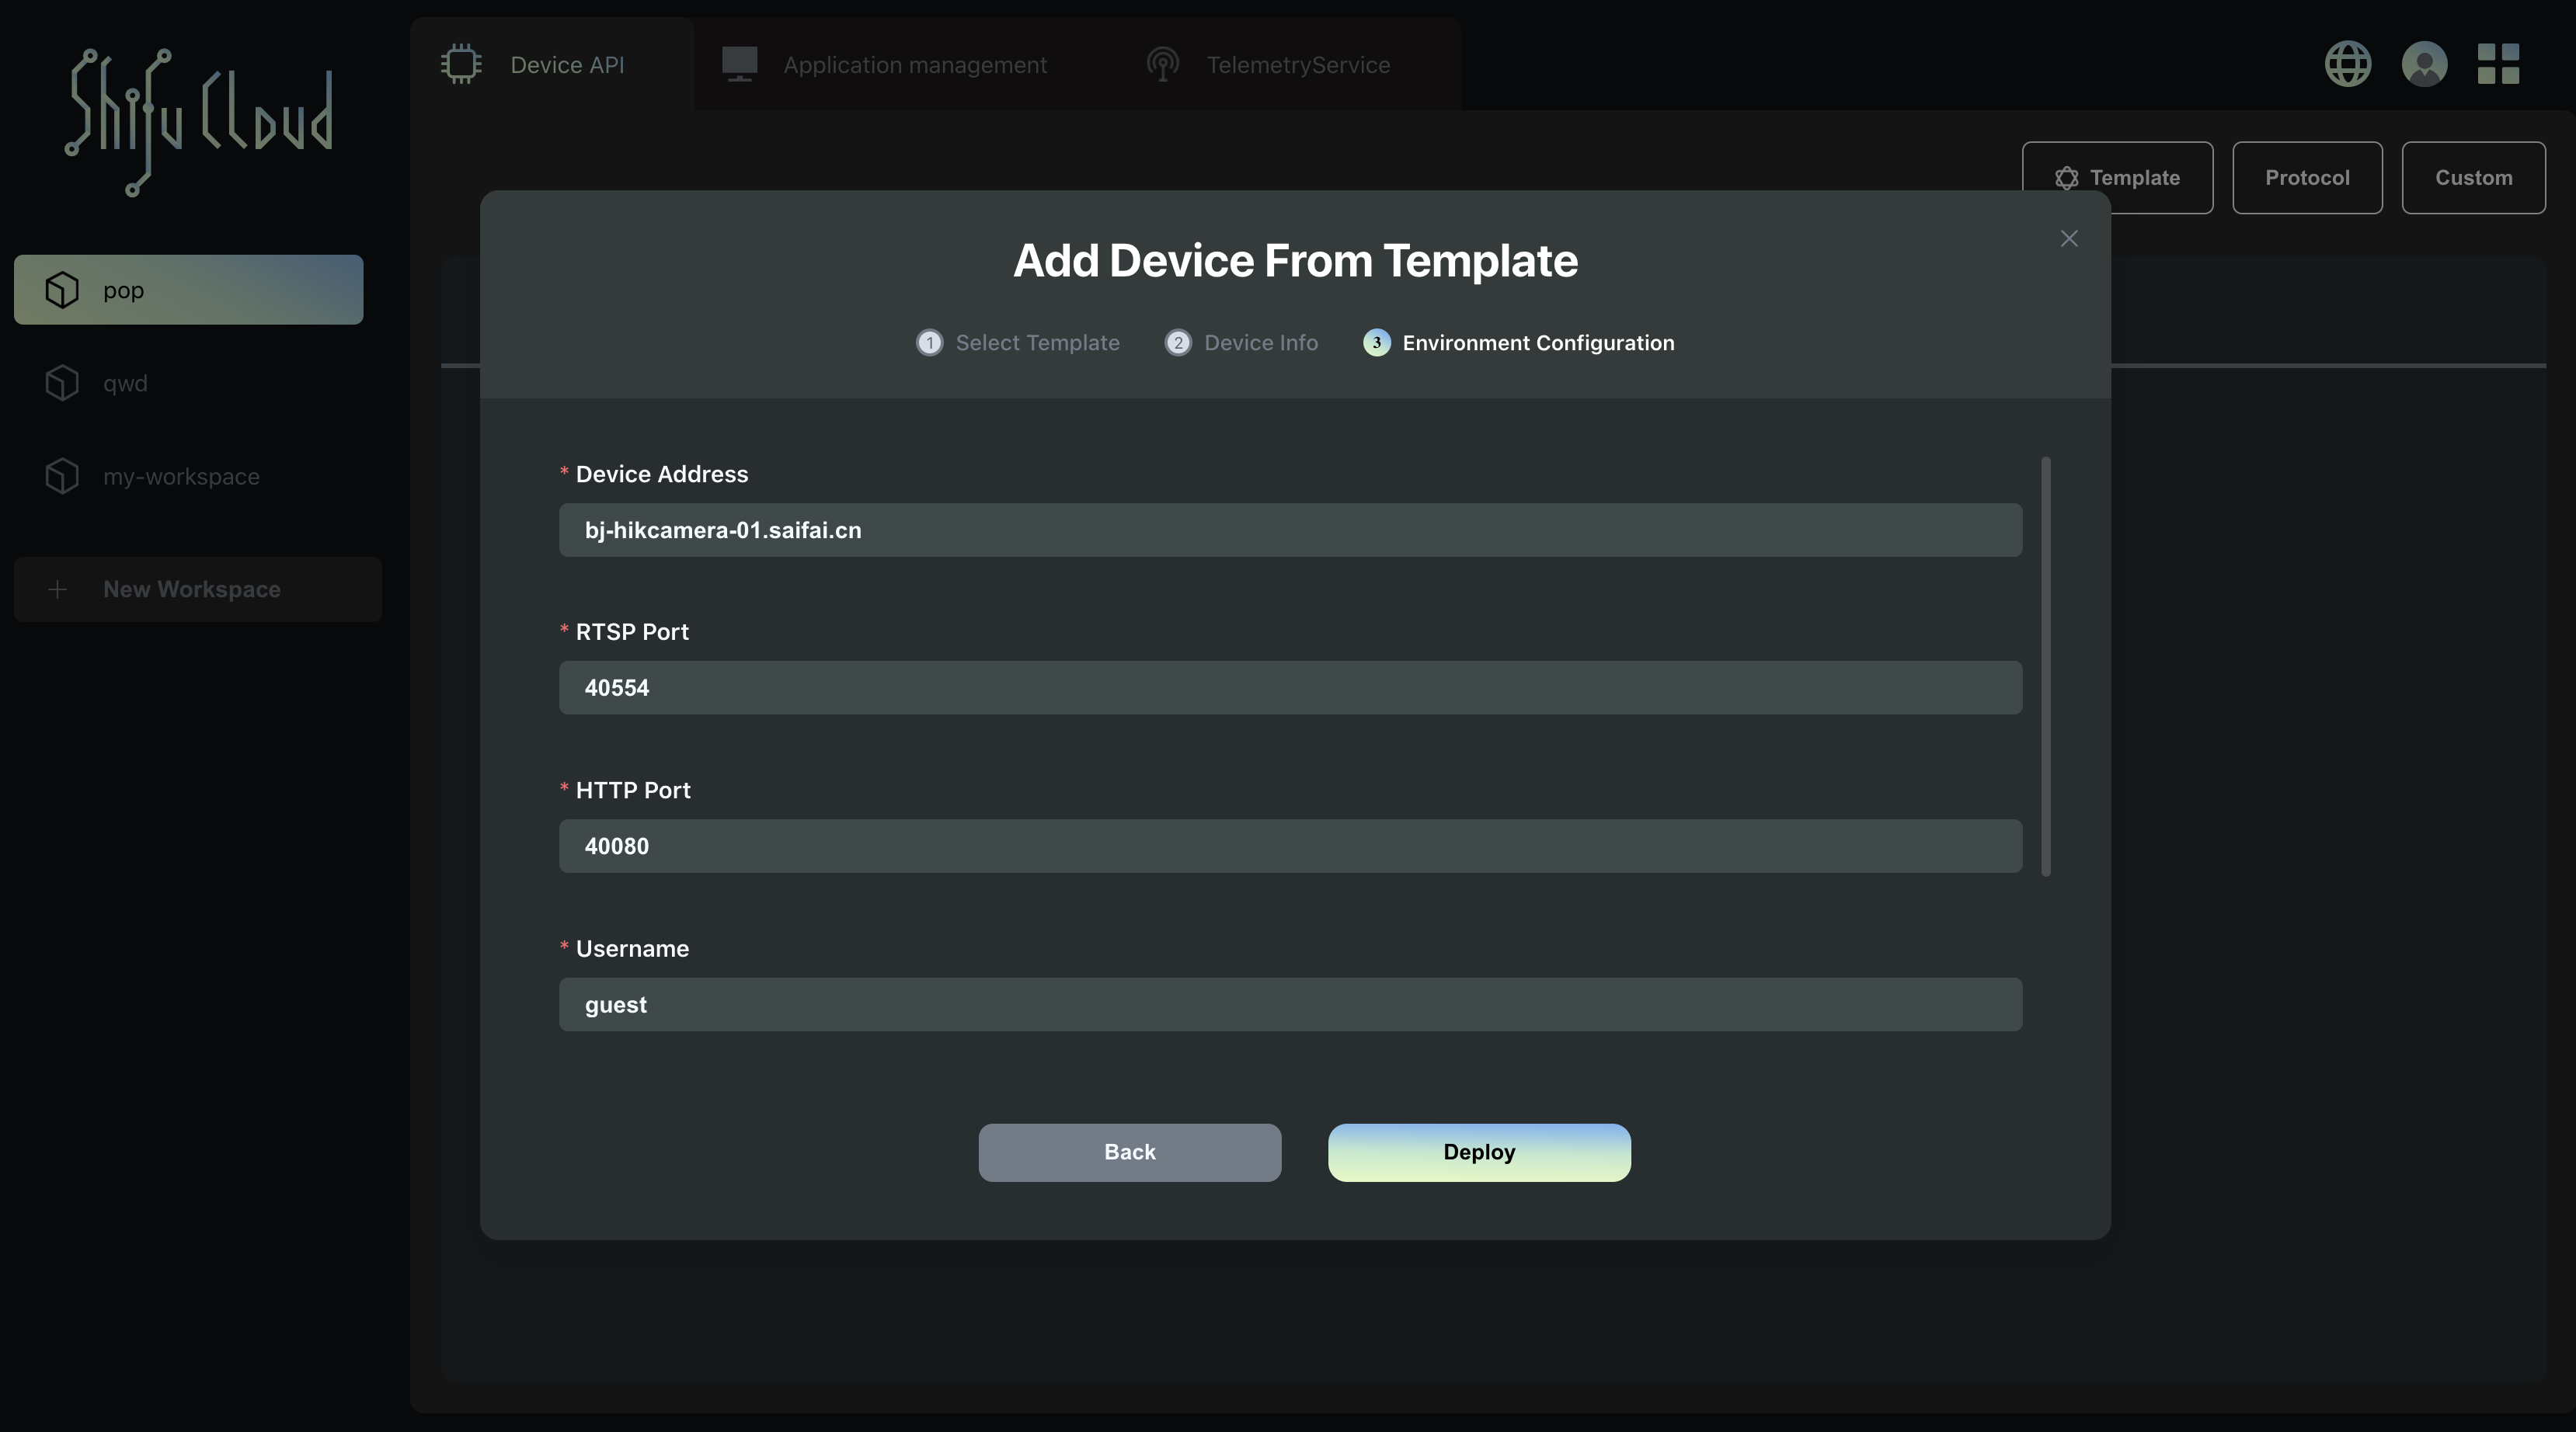 Shifu Cloud
Device API
Application management
TelemetryService
Template
Protocol
Custom
pop
qwd
my-workspace
+ New Workspace
Add Device From Template
1 Select Template
2 Device Info
3 Environment Configuration
* Device Address
bj-hikcamera-01.saifai.cn
* RTSP Port
40554
* HTTP Port
40080
* Username
guest
Back
Deploy